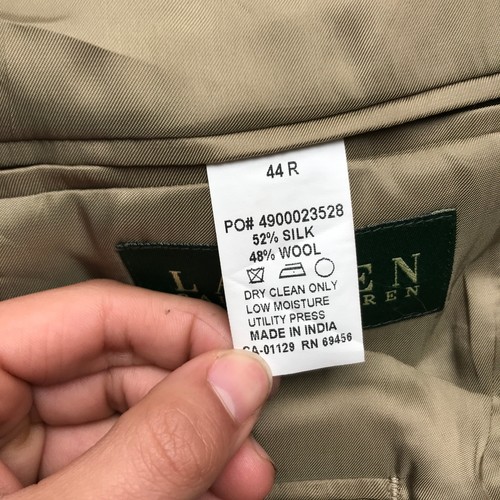 44 R
PO# 4900023528
52% SILK
48% WOOL
DRY CLEAN ONLY
LOW MOISTURE
UTILITY PRESS
MADE IN INDIA
CA-01129 RN 69456